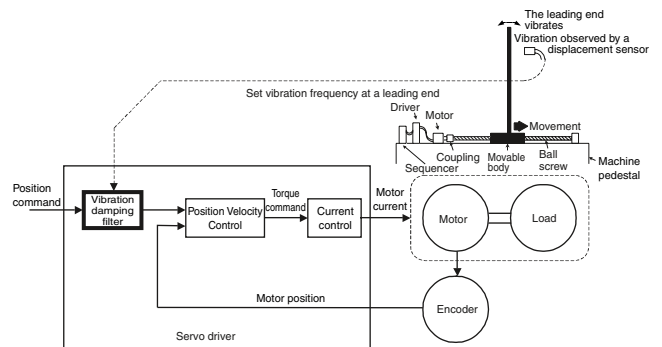 The leading end
vibrates
Vibration observed by a
displacement sensor
Set vibration frequency at a leading end
Driver
Motor
Movement
Coupling
Sequencer
Movable
body
Ball
screw
Machine
pedestal
Position
command
Vibration
damping
filter
Position Velocity
Control
Torque
command
Current
control
Motor
current
Motor
Load
Motor position
Encoder
Servo driver